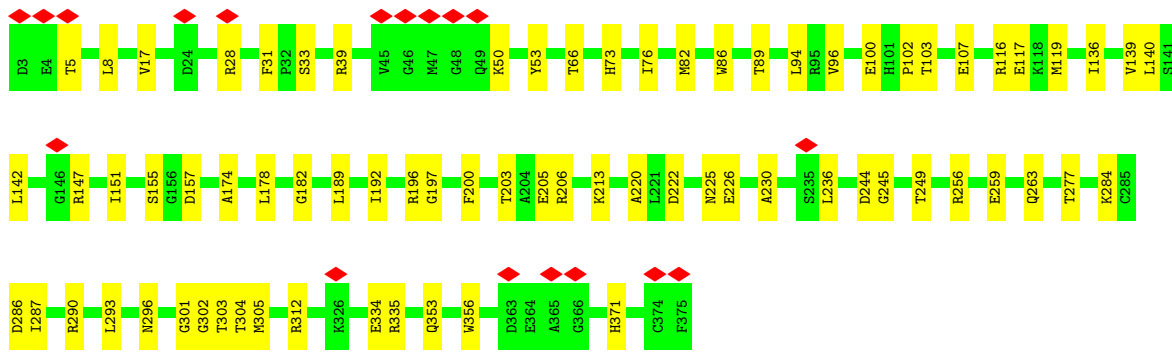 D3 E4 T5 L8 V17 D24 R28 F31 P32 S33 R39 V45 G46 M47 G48 Q49 K50 Y53 T66 H73 I76 M82 W86 T89 L94 R95 V96 E100 H101 P102 T103 E107 R116 E117 K118 M119 I136 V139 L140 S141
L142 G146 R147 I151 S155 G156 D157 A174 L178 G182 L189 I192 R196 G197 F200 T203 A204 E205 R206 K213 A220 L221 D222 N225 E226 A230 S235 L236 D244 G245 T249 R256 E259 Q263 T277 K284 C285
D286 I287 R290 L293 N296 G301 G302 T303 T304 M305 R312 K326 E334 R335 Q353 W356 D363 E364 A365 G366 H371 C374 F375